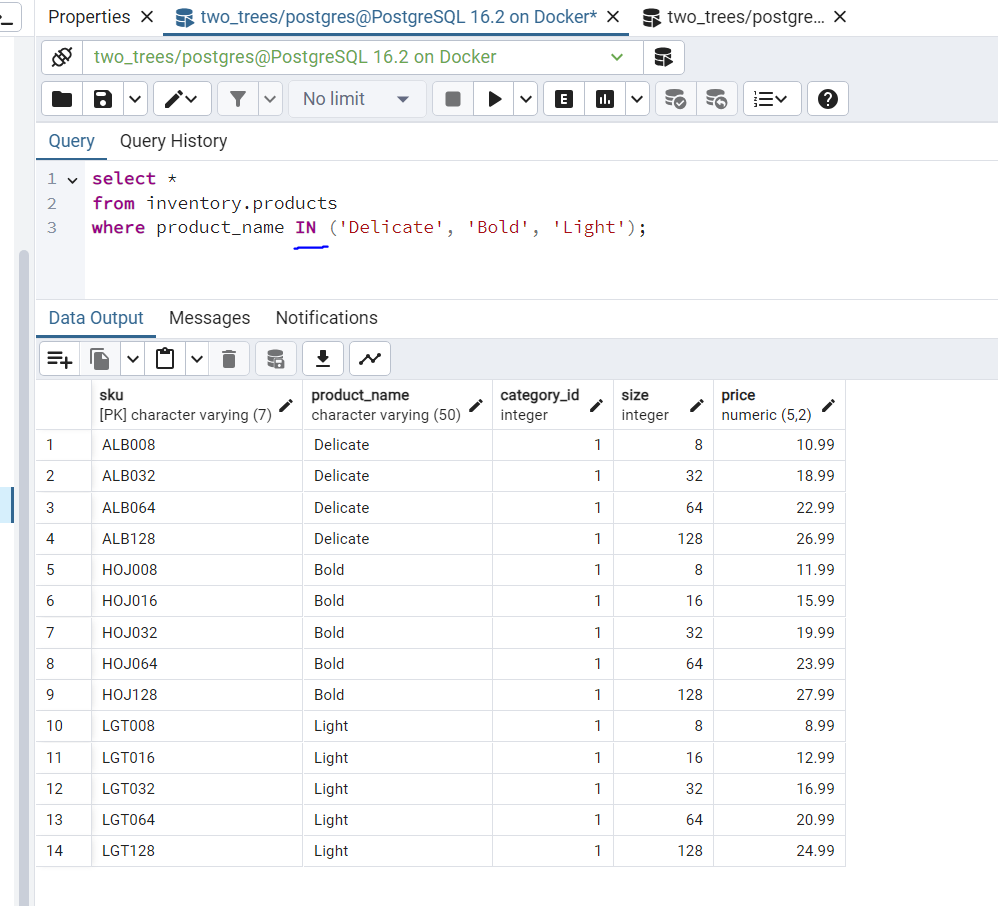 Properties two_trees/postgres@PostgreSQL 16.2 on Docker* two_trees/postgre...
two_trees/postgres@PostgreSQL 16.2 on Docker
No limit E
Query Query History
1 select *
2 from inventory.products
3 where product_name IN ('Delicate', 'Bold', 'Light');
Data Output Messages Notifications
sku product_name category_id size price
[PK] character varying (7) character varying (50) integer integer numeric (5,2)
1 ALB008 Delicate 1 8 10.99
2 ALB032 Delicate 1 32 18.99
3 ALB064 Delicate 1 64 22.99
4 ALB128 Delicate 1 128 26.99
5 HOJ008 Bold 1 8 11.99
6 HOJ016 Bold 1 16 15.99
7 HOJ032 Bold 1 32 19.99
8 HOJ064 Bold 1 64 23.99
9 HOJ128 Bold 1 128 27.99
10 LGT008 Light 1 8 8.99
11 LGT016 Light 1 16 12.99
12 LGT032 Light 1 32 16.99
13 LGT064 Light 1 64 20.99
14 LGT128 Light 1 128 24.99